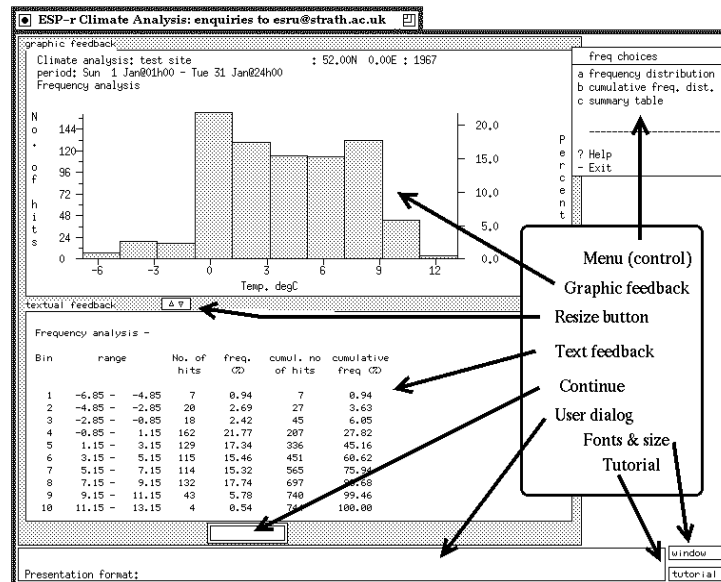 ESP-r Climate Analysis: enquiries to esru@strath.ac.uk
graphic feedback
Climate analysis: test site : 52.00N 0.00E : 1967
period: Sun 1 Jan@01h00 - Tue 31 Jan@24h00
Frequency analysis
No. of hits
144
120
96
72
48
24
0
-6 -3 0 3 6 9 12
Temp. degC
20.0
15.0
10.0
5.0
0.0
Percent
freq choices
a frequency distribution
b cumulative freq. dist.
c summary table
? Help
- Exit
Menu (control)
Graphic feedback
Resize button
Text feedback
Continue
User dialog
Fonts & size
Tutorial
textual feedback
Frequency analysis -
Bin range No. of freq. cumul. no cumulative
hits (%) of hits freq (%)
1 -6.85 - -4.85 7 0.94 7 0.94
2 -4.85 - -2.85 20 2.69 27 3.63
3 -2.85 - -0.85 18 2.42 45 6.05
4 -0.85 - 1.15 162 21.77 207 27.82
5 1.15 - 3.15 129 17.34 336 45.16
6 3.15 - 5.15 115 15.46 451 60.62
7 5.15 - 7.15 114 15.32 565 75.94
8 7.15 - 9.15 132 17.74 697
9 9.15 - 11.15 43 5.78 740 99.46
10 11.15 - 13.15 4 0.54 100.00
window
tutorial
Presentation format: